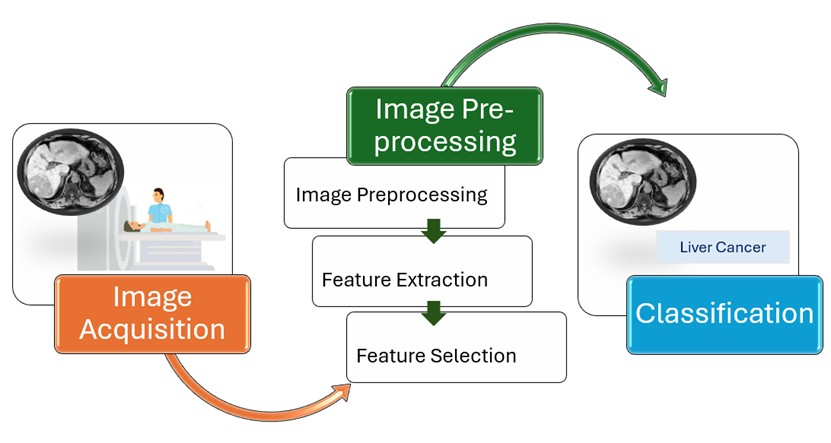 Image
Acquisition
Image Pre-
processing
Image Preprocessing
Feature Extraction
Feature Selection
Liver Cancer
Classification